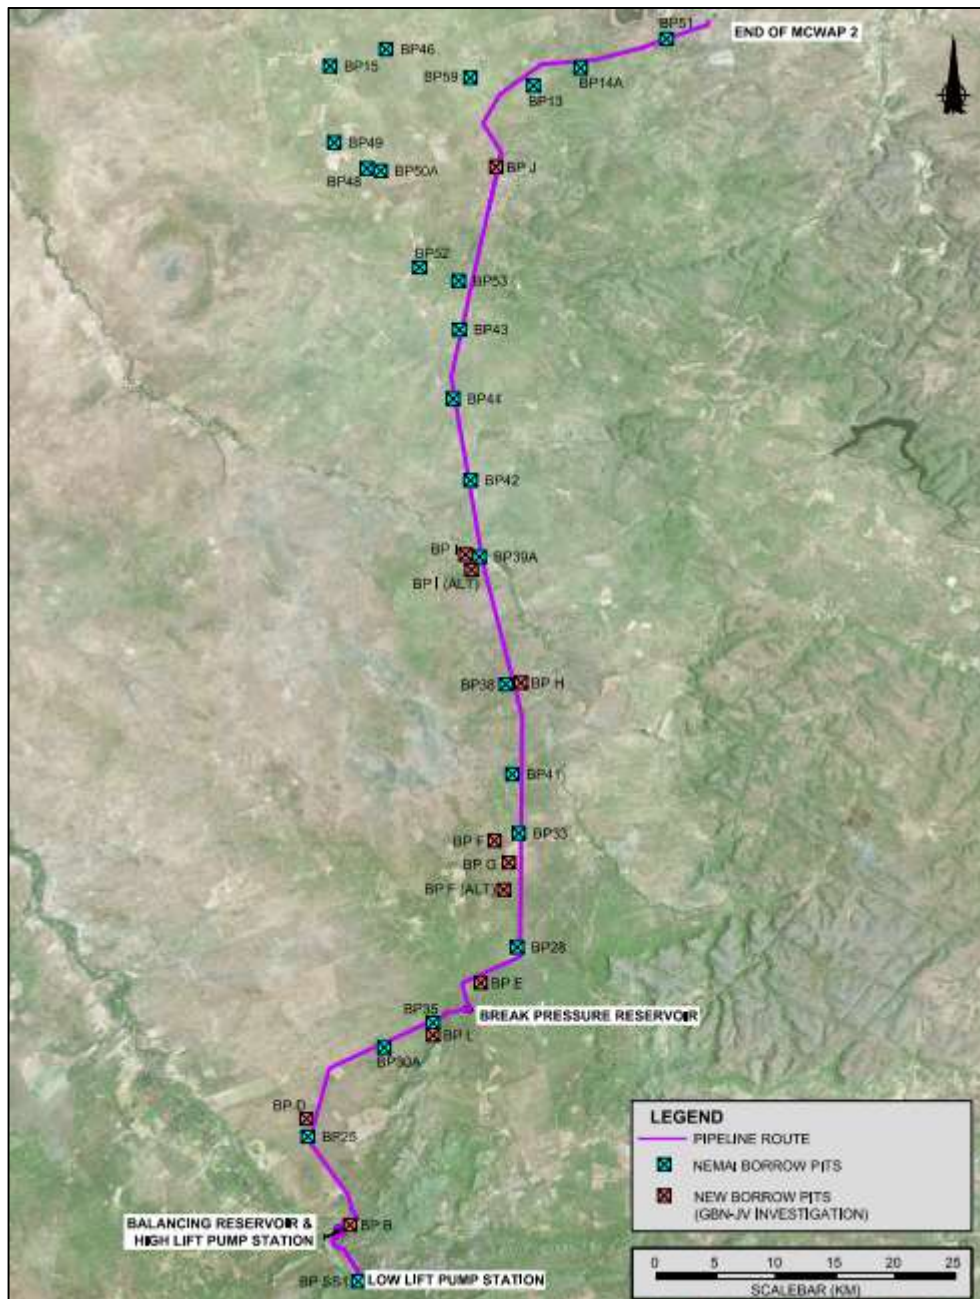 BP51
END OF MCWAP 2
BP46
BP15
BP59
BP14A
BP13
BP49
BP48
BP50A
BP J
BP52
BP53
BP43
BP44
BP42
BP I
BP39A
BP I (ALT)
BP38
BP H
BP41
BP33
BP F
BP G
BP F (ALT)
BP28
BP E
BREAK PRESSURE RESERVOIR
BP35
BP L
BP30A
BP D
BP25
BALANCING RESERVOIR &
HIGH LIFT PUMP STATION
BP B
BP SS1
LOW LIFT PUMP STATION
LEGEND
PIPELINE ROUTE
NEMAI BORROW PITS
NEW BORROW PITS
(GBN-JV INVESTIGATION)
0 5 10 15 20 25
SCALEBAR (KM)